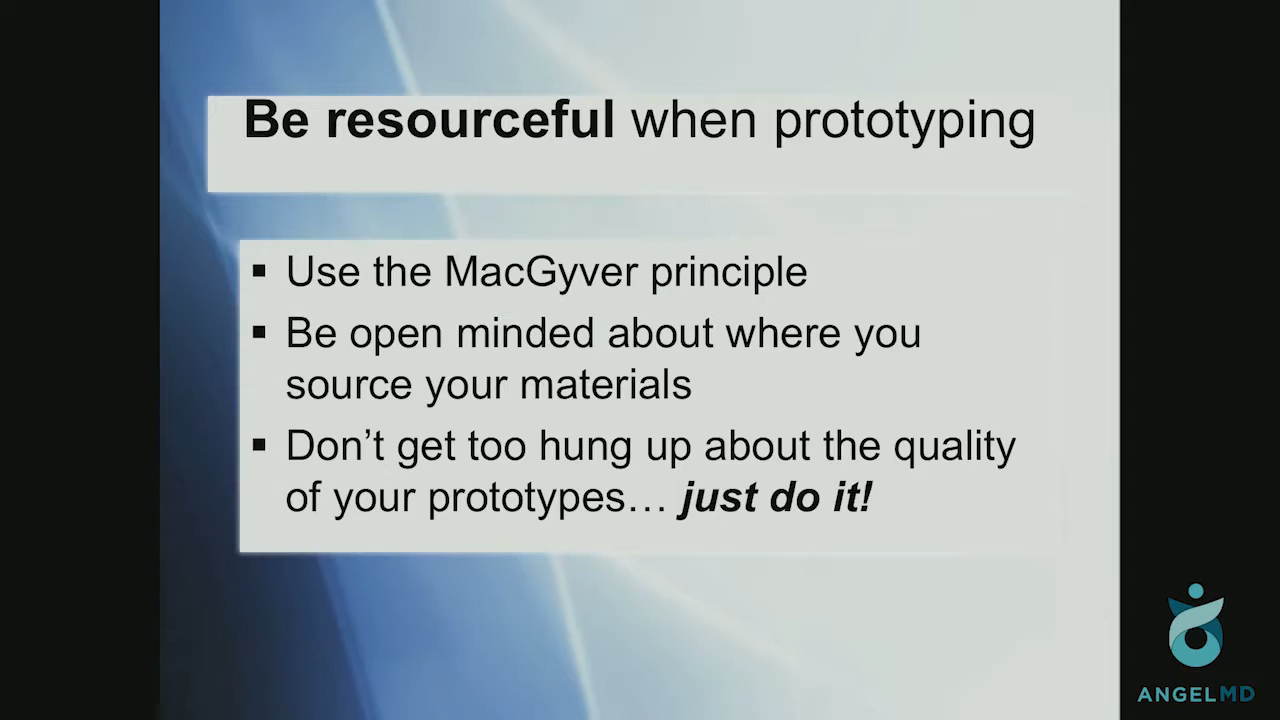 Be resourceful when prototyping
▪ Use the MacGyver principle
▪ Be open minded about where you
source your materials
▪ Don’t get too hung up about the quality
of your prototypes… just do it!
ANGELMD